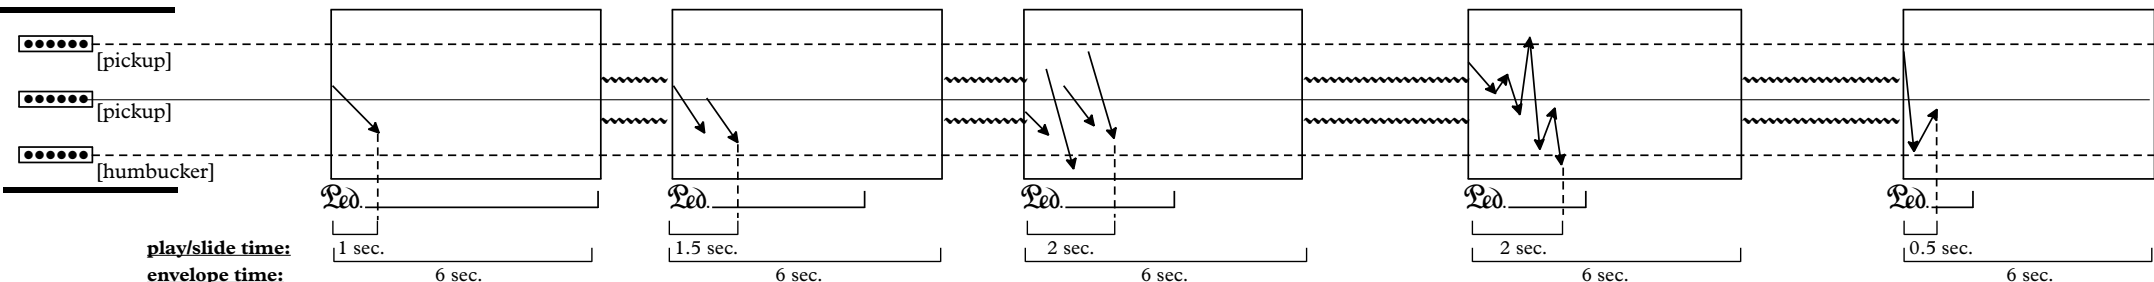 [pickup]
[pickup]
[humbucker]
Ped. Ped. Ped. Ped. Ped.
play/slide time: 1 sec. 1.5 sec. 2 sec. 2 sec. 0.5 sec.
envelope time: 6 sec. 6 sec. 6 sec. 6 sec. 6 sec.